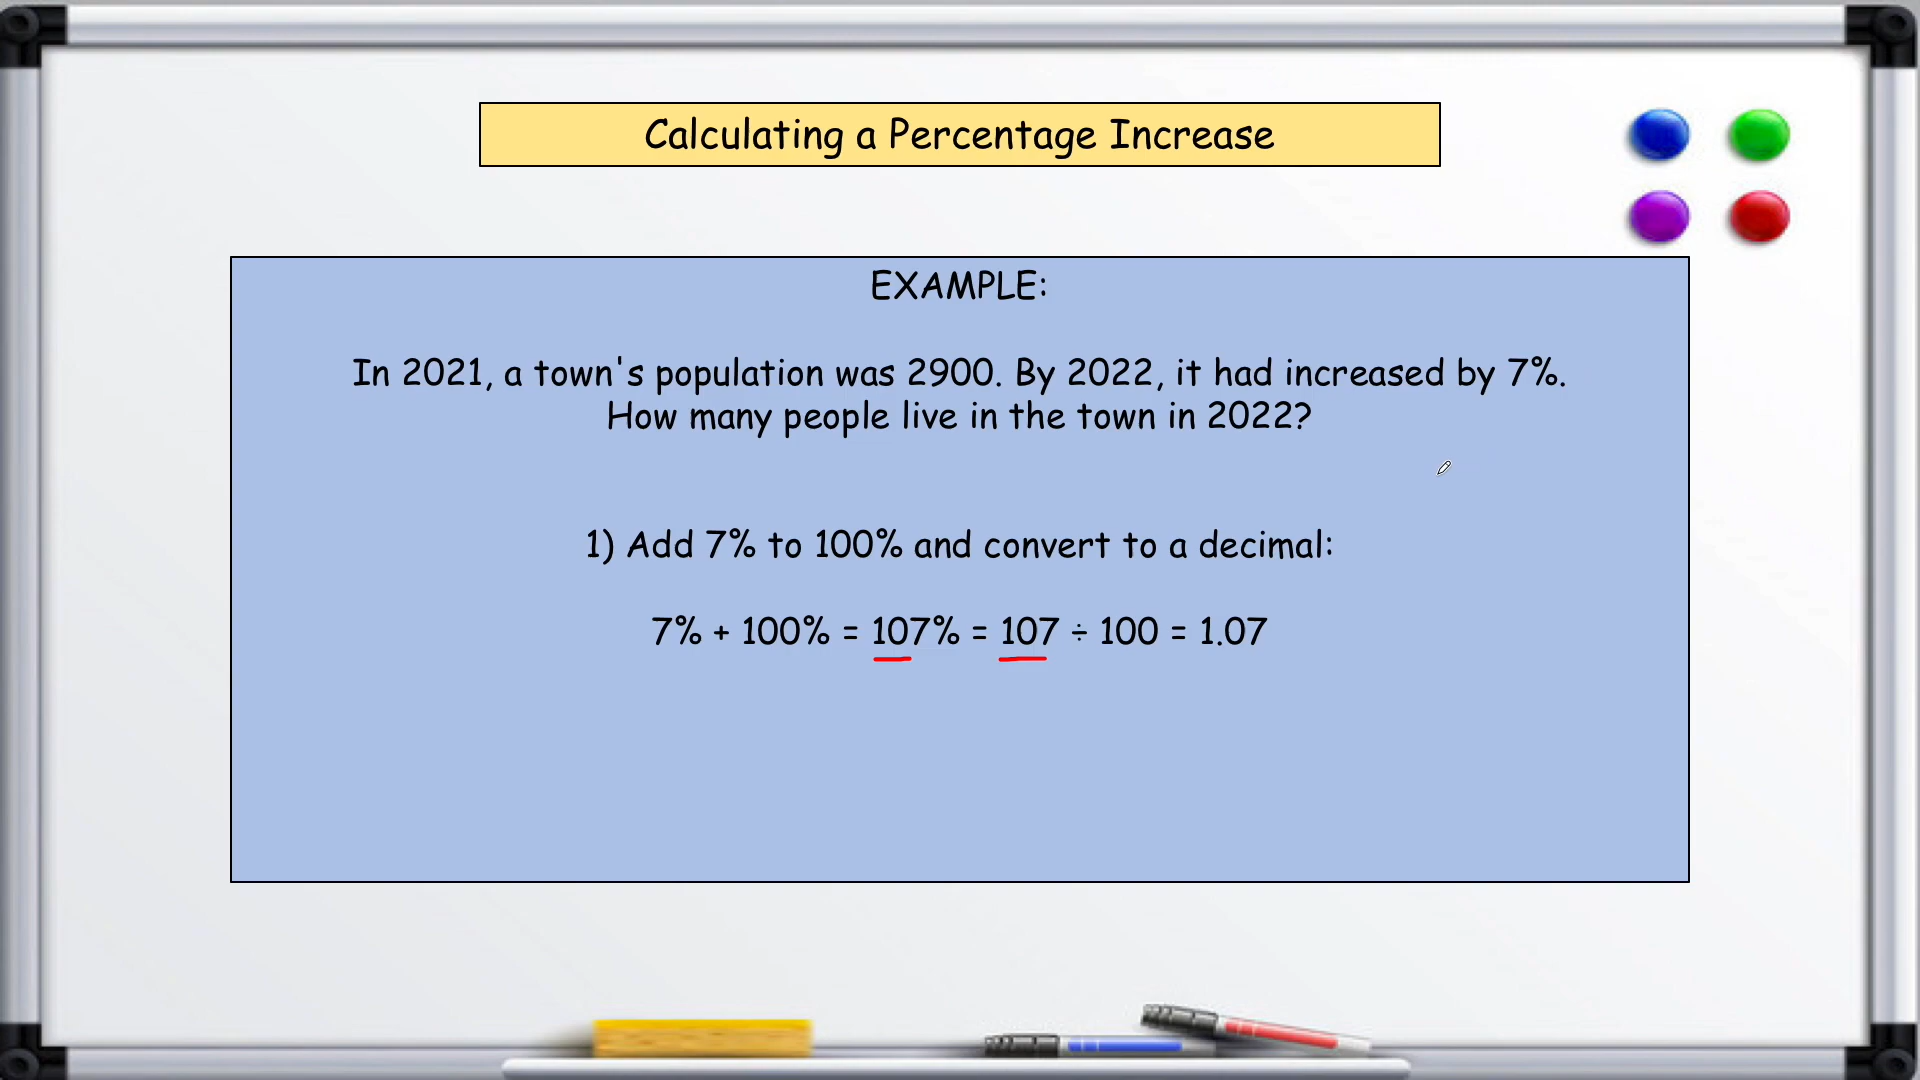 Calculating a Percentage Increase
EXAMPLE:
In 2021, a town's population was 2900. By 2022, it had increased by 7%.
How many people live in the town in 2022?
1) Add 7% to 100% and convert to a decimal:
7% + 100% = 107% = 107 ÷ 100 = 1.07